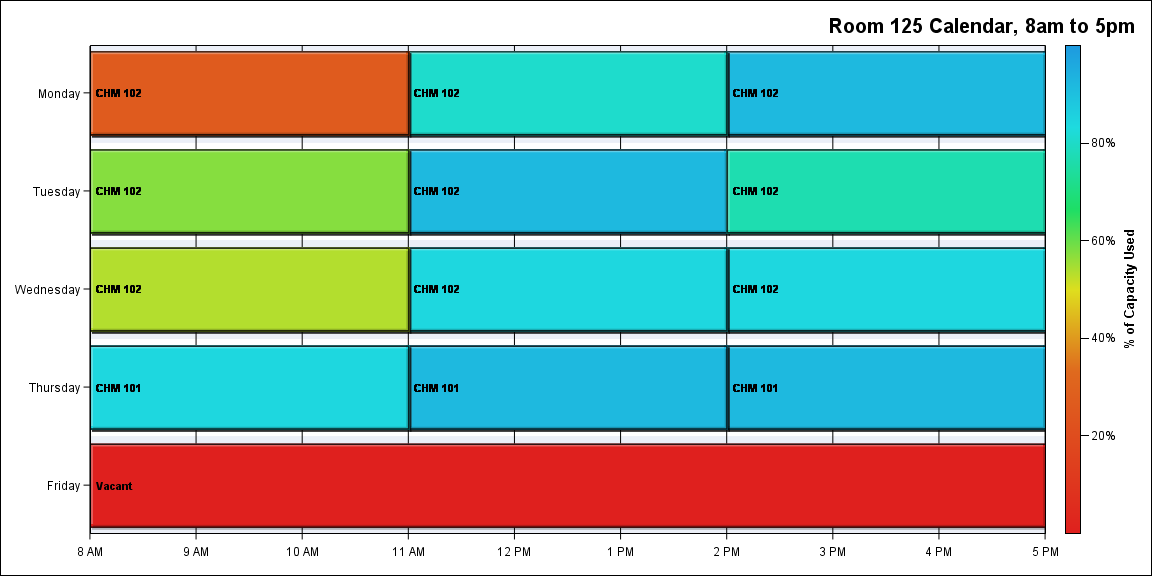 Room 125 Calendar, 8am to 5pm
Monday
CHM 102
CHM 102
CHM 102
Tuesday
CHM 102
CHM 102
CHM 102
Wednesday
CHM 102
CHM 102
CHM 102
Thursday
CHM 101
CHM 101
CHM 101
Friday
Vacant
8 AM
9 AM
10 AM
11 AM
12 PM
1 PM
2 PM
3 PM
4 PM
5 PM
80%
60%
40%
20%
% of Capacity Used